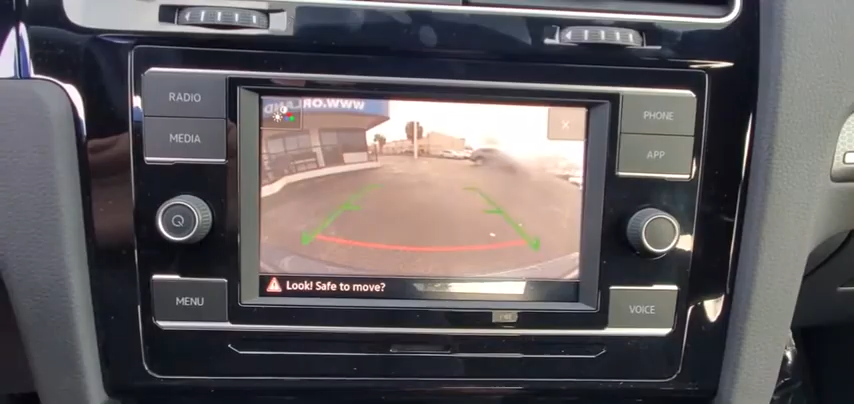 RADIO
MEDIA
MENU
PHONE
APP
VOICE
Look! Safe to move?